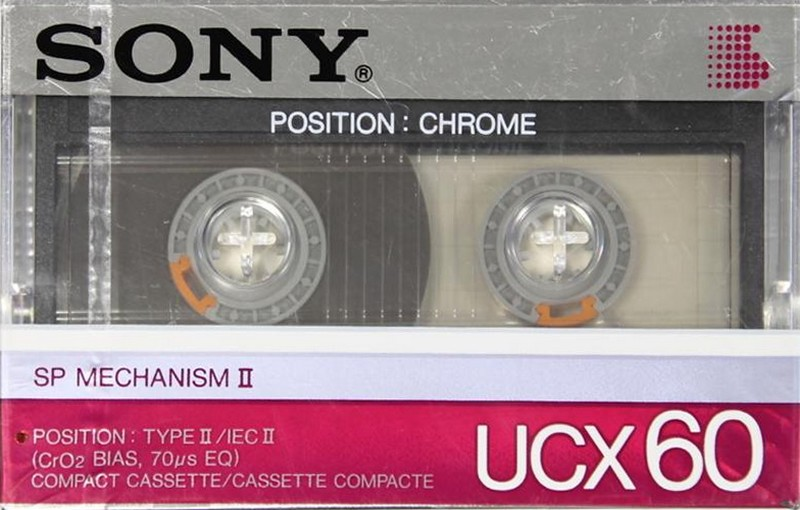 SONY®
POSITION : CHROME
SP MECHANISM II
POSITION : TYPE II/IEC II
(CrO2 BIAS, 70µs EQ)
COMPACT CASSETTE/CASSETTE COMPACTE
UCX 60